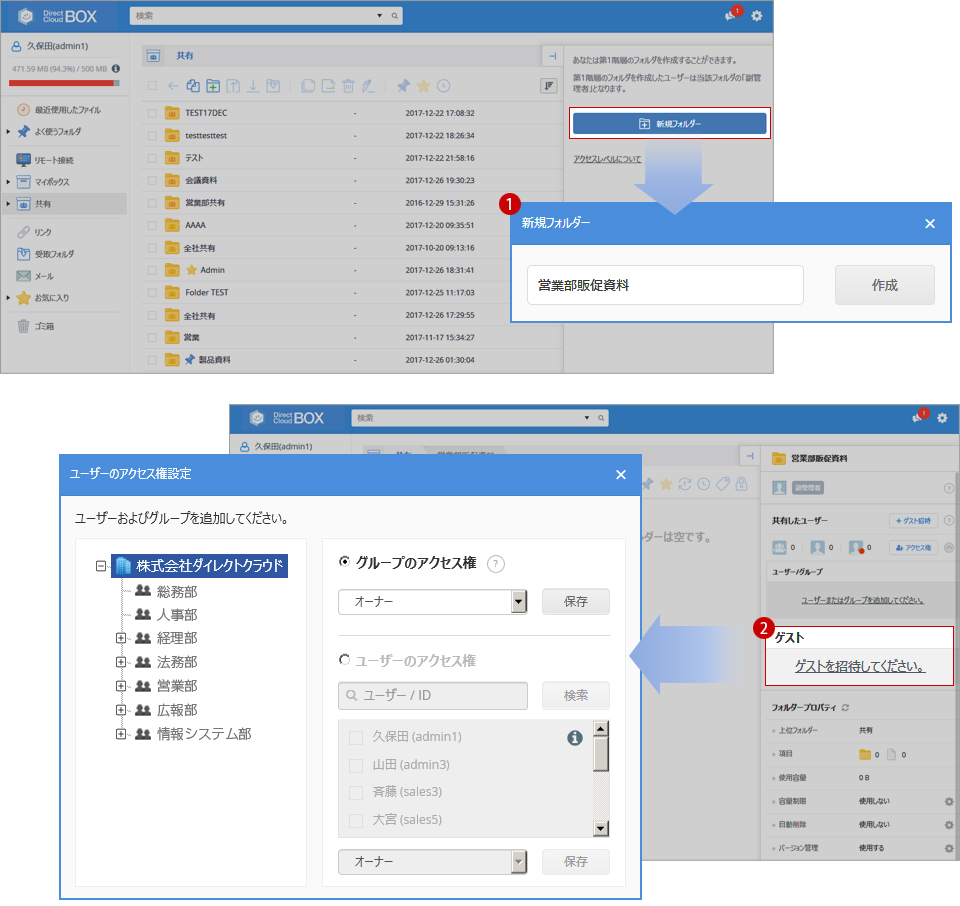 Direct Cloud BOX
検索
1
久保田(admin1)
471.59 MB (94.3%) / 500 MB
最近使用したファイル
よく使うフォルダ
リモート接続
マイボックス
共有
リンク
受取フォルダ
メール
お気に入り
ゴミ箱
共有
TEST17DEC - 2017-12-22 17:08:32
testtesttest - 2017-12-22 18:26:34
テスト - 2017-12-22 21:58:16
会議資料 - 2017-12-26 19:30:23
営業部共有 - 2016-12-29 15:31:26
AAAA - 2017-12-20 09:35:51
全社共有 - 2017-10-20 09:13:16
Admin - 2017-12-26 18:31:41
Folder TEST - 2017-12-25 11:17:03
全社共有 - 2017-12-26 17:29:55
営業 - 2017-11-17 15:34:27
製品資料 - 2017-12-26 01:30:04
あなたは第1階層のフォルダを作成することができます。
第1階層のフォルダを作成したユーザーは当該フォルダの「副管
理者」となります。
新規フォルダー
アクセスレベルについて
1
新規フォルダー
営業部販促資料
作成
Direct Cloud BOX
検索
1
久保田(admin1)
ユーザーのアクセス権設定
ユーザーおよびグループを追加してください。
株式会社ダイレクトクラウド
総務部
人事部
経理部
法務部
営業部
広報部
情報システム部
グループのアクセス権 ?
オーナー
保存
ユーザーのアクセス権
ユーザー / ID
検索
久保田 (admin1)
山田 (admin3)
斉藤 (sales3)
大宮 (sales5)
オーナー
保存
ダーは空です。
営業部販促資料
副管理者
共有したユーザー
+ ゲスト招待
0 0 0
アクセス権
ユーザー/グループ
ユーザーまたはグループを追加してください。
2
ゲスト
ゲストを招待してください。
フォルダープロパティ
上位フォルダー 共有
項目 0 0
使用容量 0 B
容量制限 使用しない
自動削除 使用しない
バージョン管理 使用する